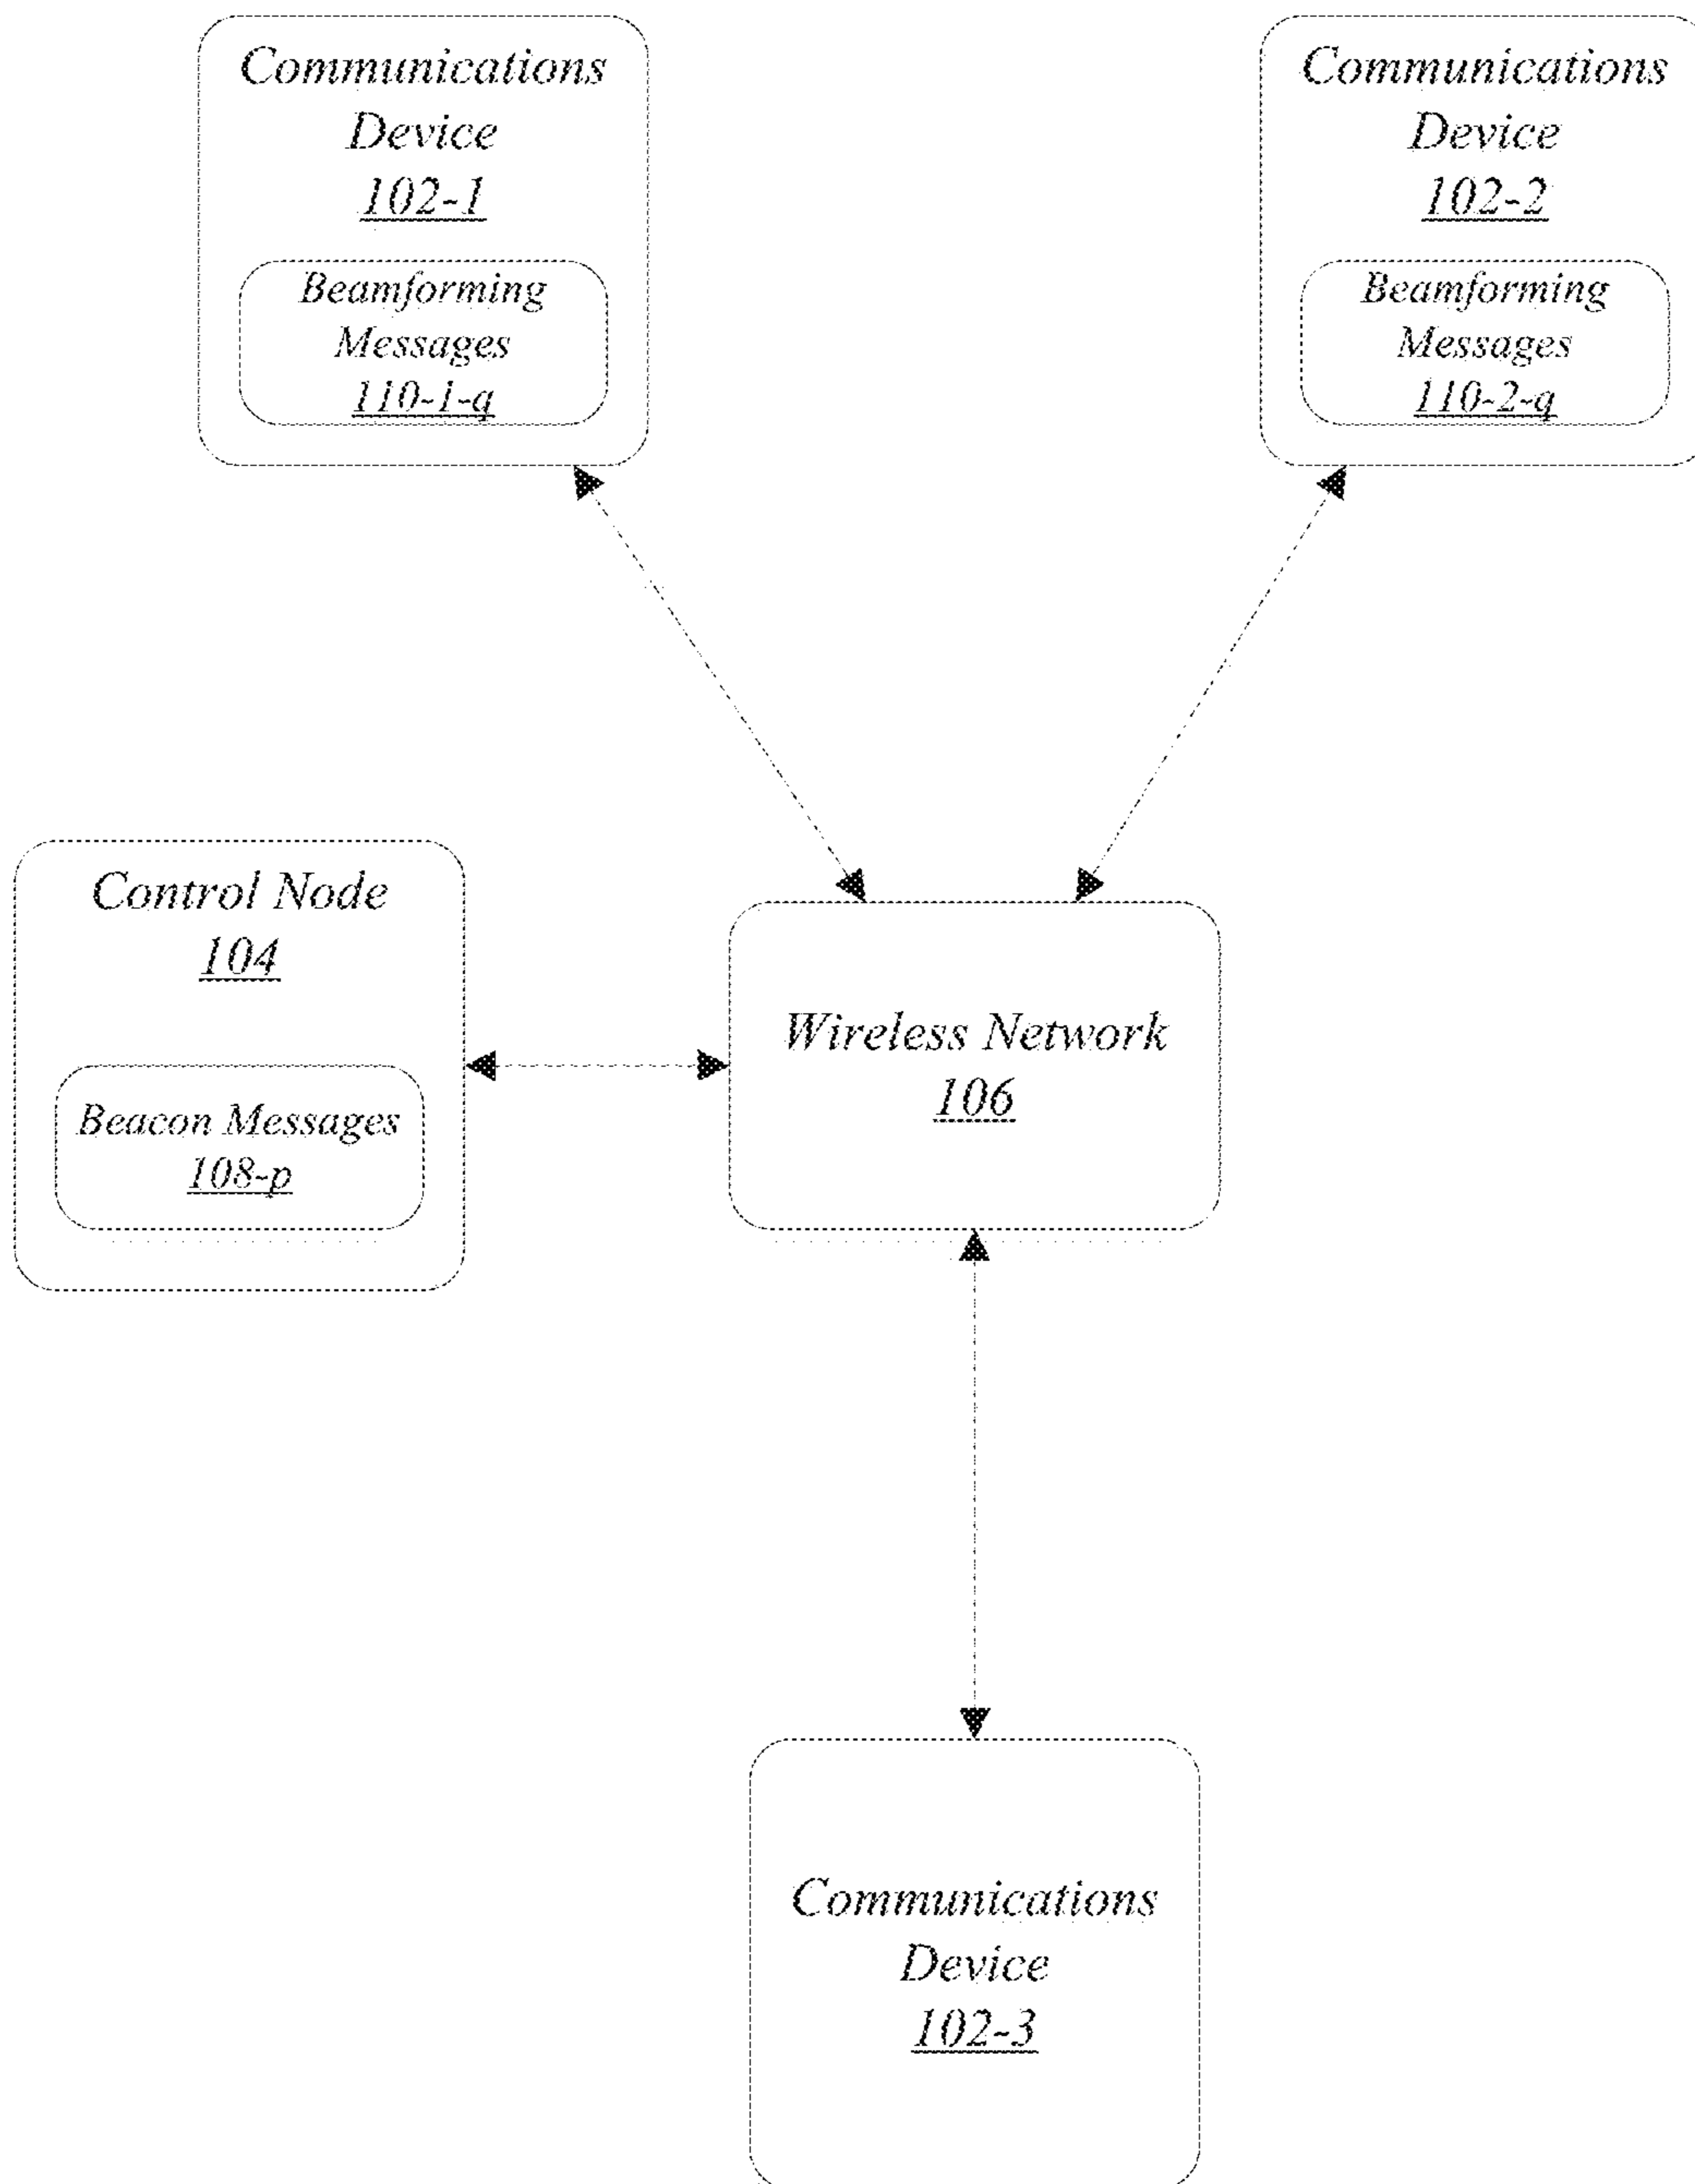 Communications
Device
102-1
Beamforming
Messages
110-1-q
Communications
Device
102-2
Beamforming
Messages
110-2-q
Control Node
104
Beacon Messages
108-p
Wireless Network
106
Communications
Device
102-3